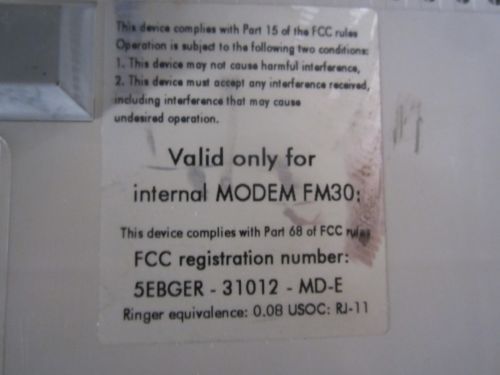 This device complies with Part 15 of the FCC rules
Operation is subject to the following two conditions:
1. This device may not cause harmful interference,
2. This device must accept any interference received,
including interference that may cause
undesired operation.
Valid only for
internal MODEM FM30:
This device complies with Part 68 of FCC rules
FCC registration number:
5EBGER - 31012 - MD-E
Ringer equivalence: 0.08 USOC: RJ-11